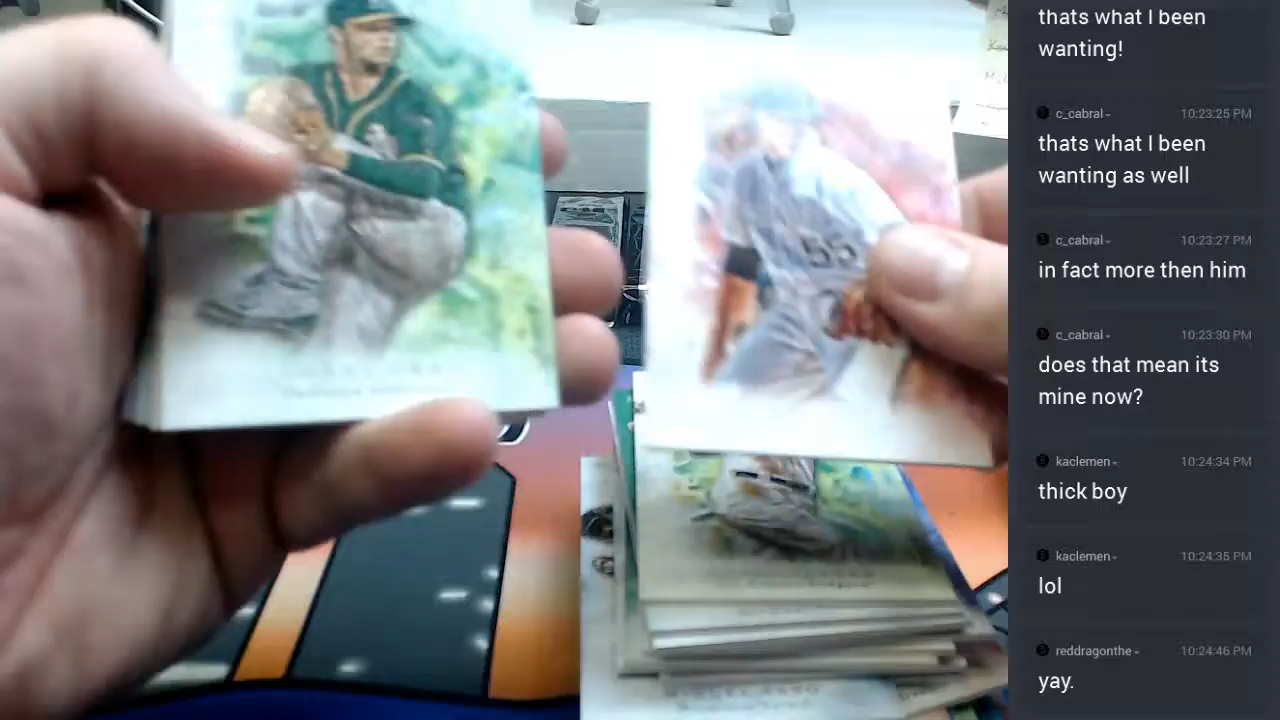 thats what I been
wanting!
c_cabral
10:23:25 PM
thats what I been
wanting as well
c_cabral
10:23:27 PM
in fact more then him
c_cabral
10:23:30 PM
does that mean its
mine now?
kaclemen
10:24:34 PM
thick boy
kaclemen
10:24:35 PM
lol
reddragonthe
10:24:46 PM
yay.
55